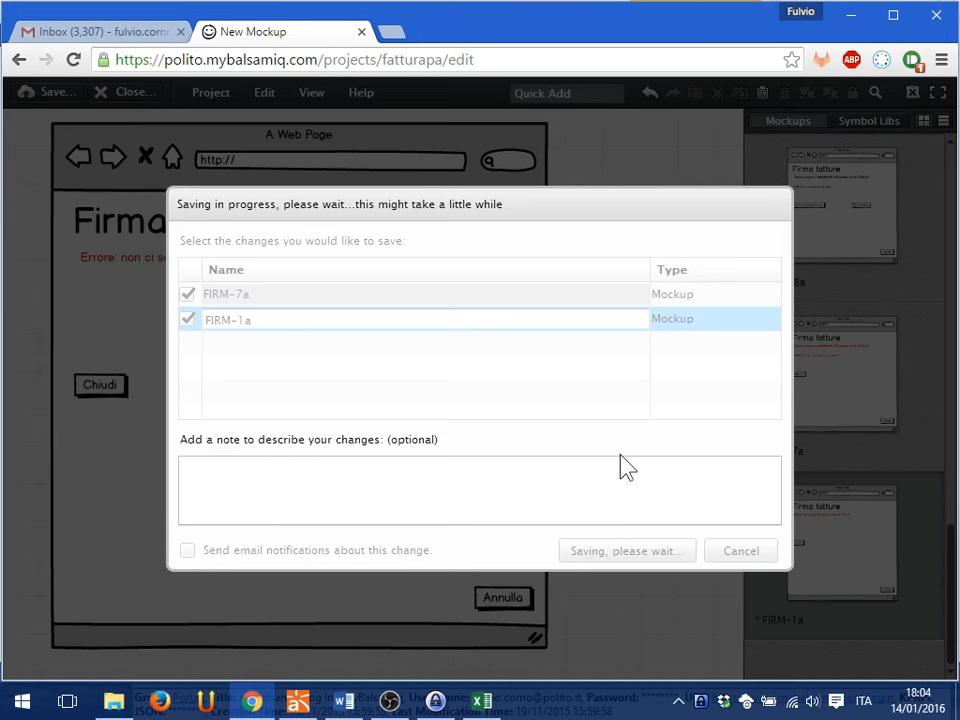 Fulvio
Inbox (3,307) - fulvio.corn
New Mockup
https://polito.mybalsamiq.com/projects/fatturapa/edit
Save... Close... Project Edit View Help Quick Add
Mockups Symbol Libs
A Web Page
http://
Firma
Errore: non ci s
Chiudi
Annulla
Saving in progress, please wait...this might take a little while
Select the changes you would like to save:
Name Type
FIRM-7a Mockup
FIRM-1a Mockup
Add a note to describe your changes: (optional)
Send email notifications about this change.
Saving, please wait... Cancel
Firma fatture
8a
Firma fatture
7a
Firma fatture
* FIRM-1a
ITA
18:04
14/01/2016